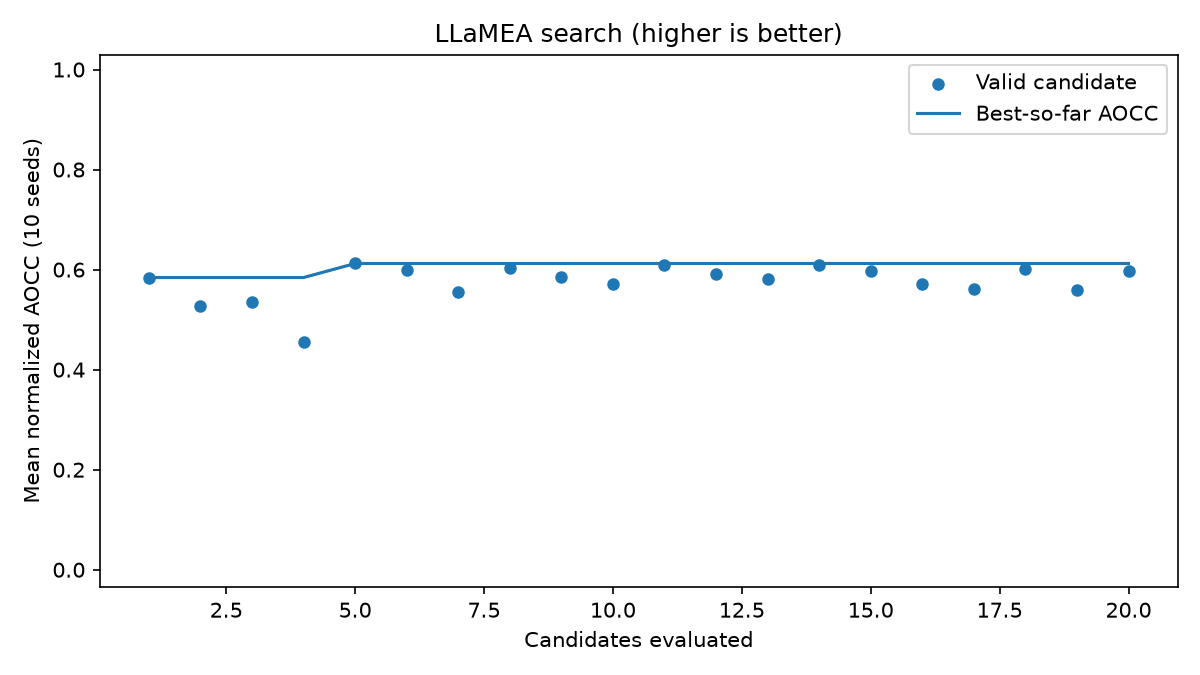 LLaMEA search (higher is better)
Valid candidate
Best-so-far AOCC
Mean normalized AOCC (10 seeds)
1.0
0.8
0.6
0.4
0.2
0.0
2.5 5.0 7.5 10.0 12.5 15.0 17.5 20.0
Candidates evaluated